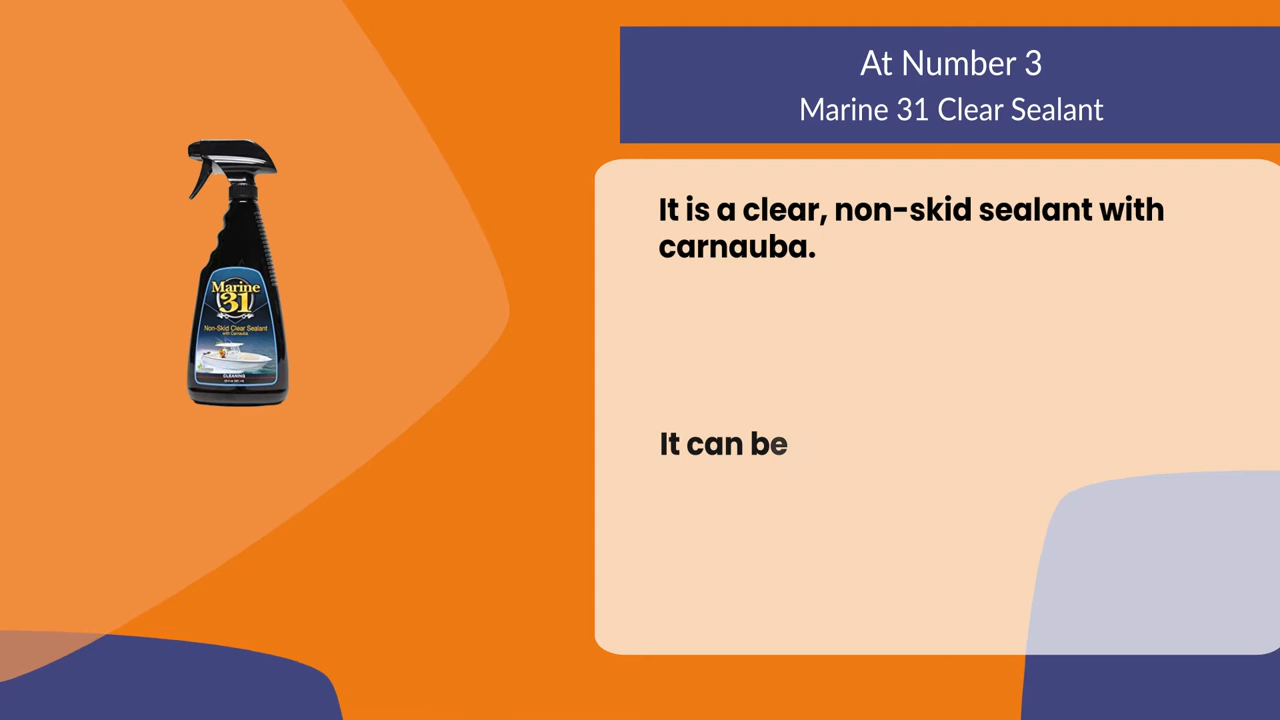 At Number 3
Marine 31 Clear Sealant
It is a clear, non-skid sealant with
carnauba.
It can be
Marine
31
Non-Skid Clear Sealant
with Carnauba
CLEANING